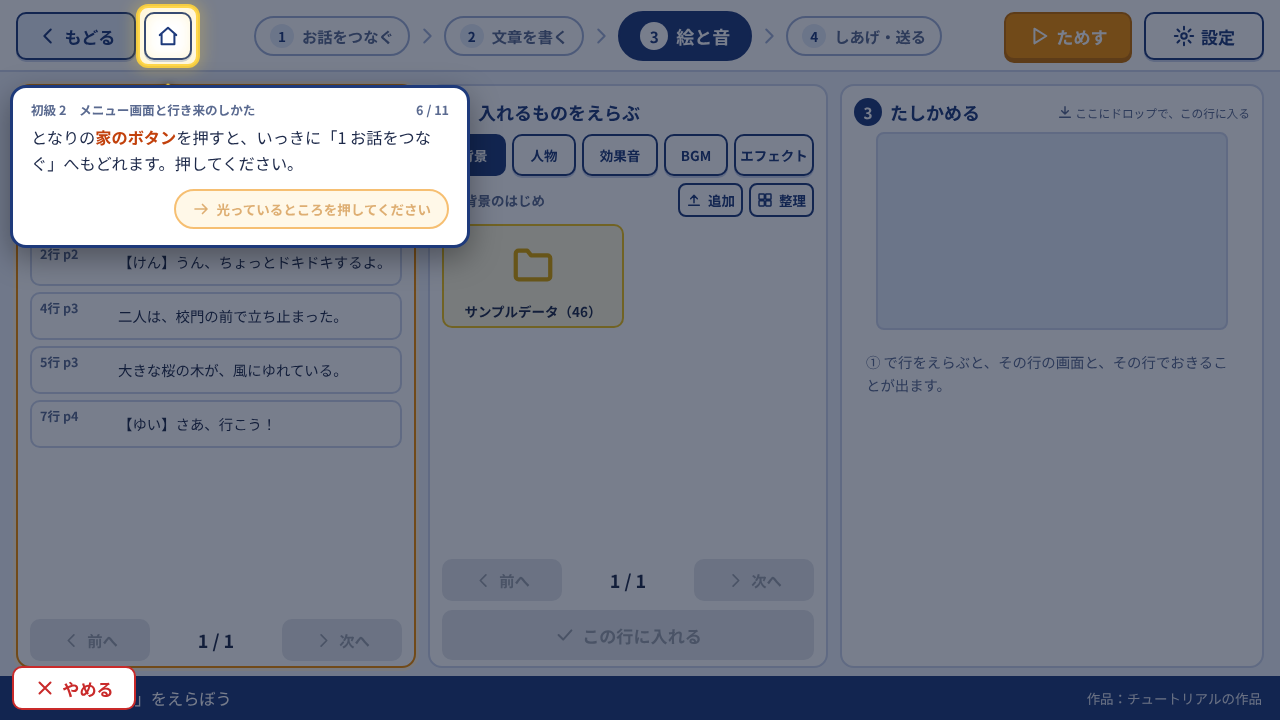 もどる
1 お話をつなぐ
2 文章を書く
3 絵と音
4 しあげ・送る
ためす
設定
初級 2 メニュー画面と行き来のしかた
6 / 11
となりの家のボタンを押すと、いっきに「1 お話をつな
ぐ」へもどれます。押してください。
光っているところを押してください
2行 p2
【けん】うん、ちょっとドキドキするよ。
4行 p3
二人は、校門の前で立ち止まった。
5行 p3
大きな桜の木が、風にゆれている。
7行 p4
【ゆい】さあ、行こう！
前へ
1 / 1
次へ
入れるものをえらぶ
景
人物
効果音
BGM
エフェクト
背景のはじめ
追加
整理
サンプルデータ（46）
前へ
1 / 1
次へ
この行に入れる
3 たしかめる
ここにドロップで、この行に入る
① で行をえらぶと、その行の画面と、その行でおきるこ
とが出ます。
やめる
」をえらぼう
作品：チュートリアルの作品